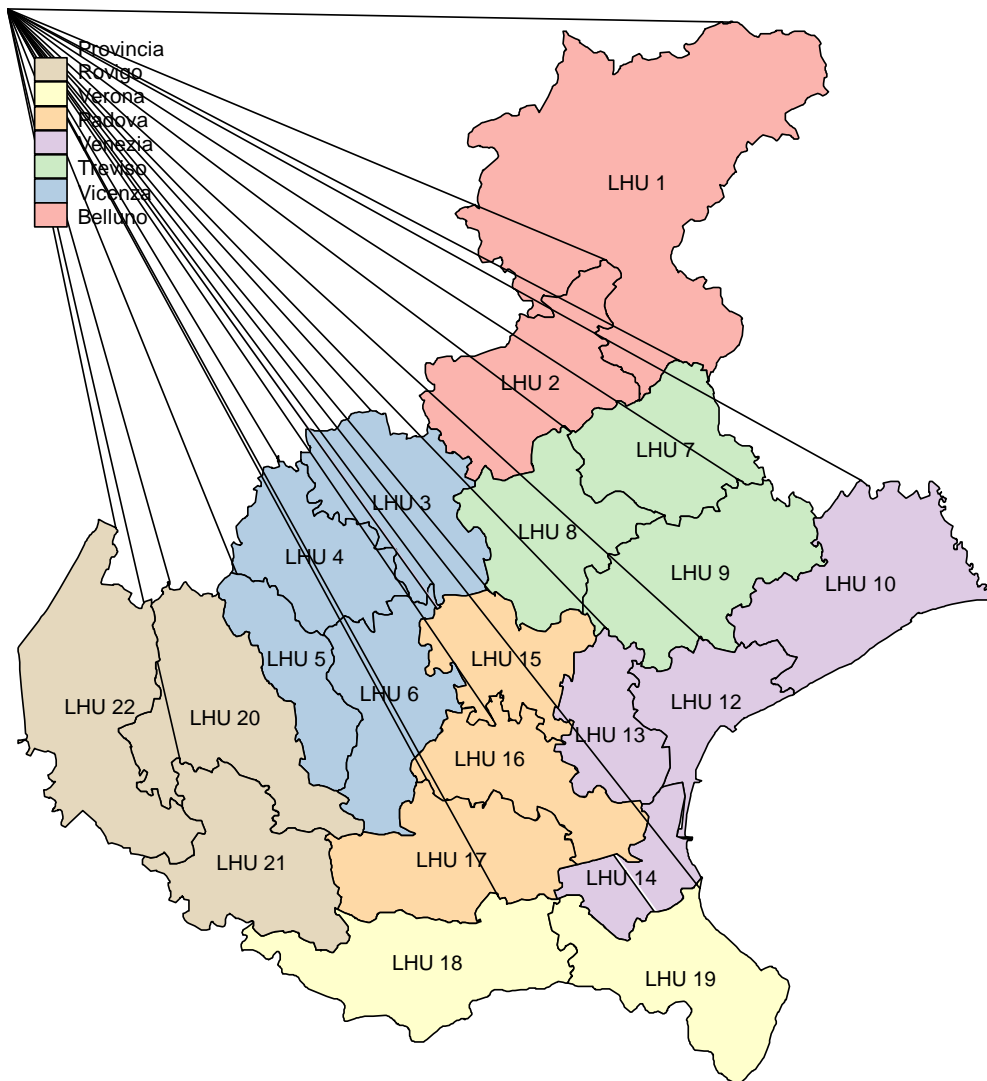 Provincia
Rovigo
Verona
Padova
Venezia
Treviso
Vicenza
Belluno
LHU 1
LHU 2
LHU 7
LHU 3
LHU 4
LHU 8
LHU 9
LHU 10
LHU 5
LHU 15
LHU 6
LHU 12
LHU 22
LHU 20
LHU 13
LHU 16
LHU 21
LHU 17
LHU 14
LHU 18
LHU 19